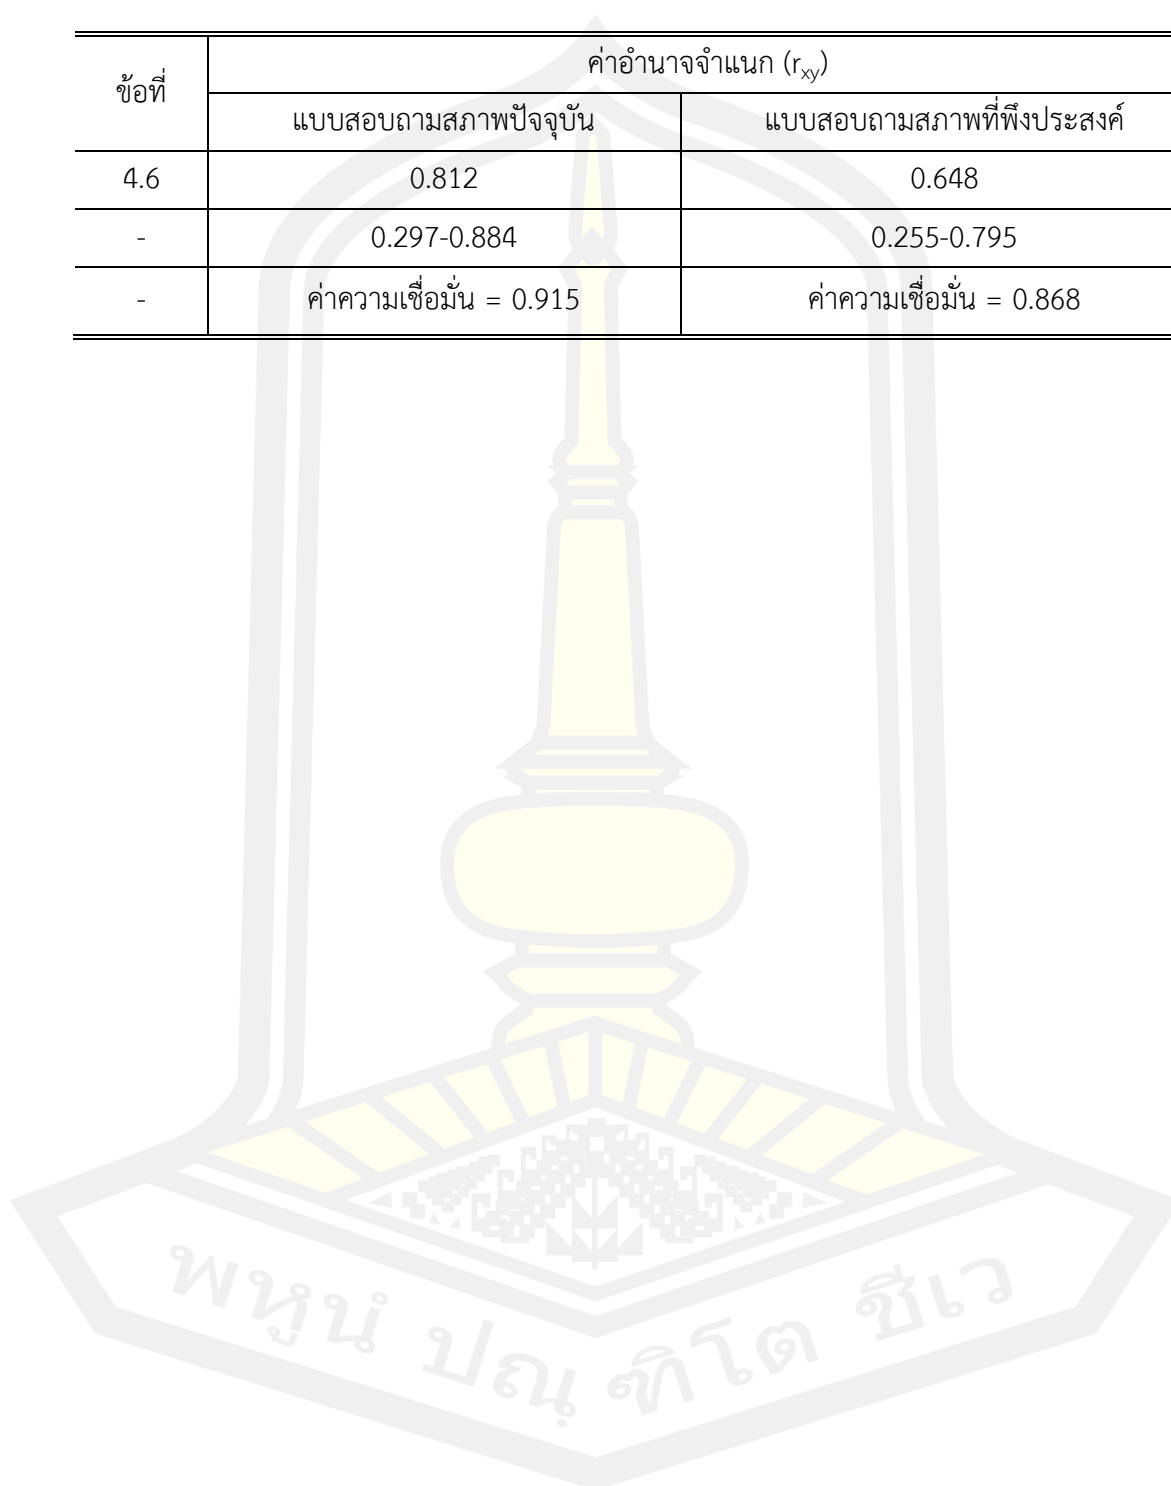 ข้อที่ ค่าอำนาจจำแนก (rxy)
แบบสอบถามสภาพปัจจุบัน แบบสอบถามสภาพที่พึงประสงค์
4.6 0.812 0.648
- 0.297-0.884 0.255-0.795
- ค่าความเชื่อมั่น = 0.915 ค่าความเชื่อมั่น = 0.868
พหูนํ ปณฺฑิโต ชีเว